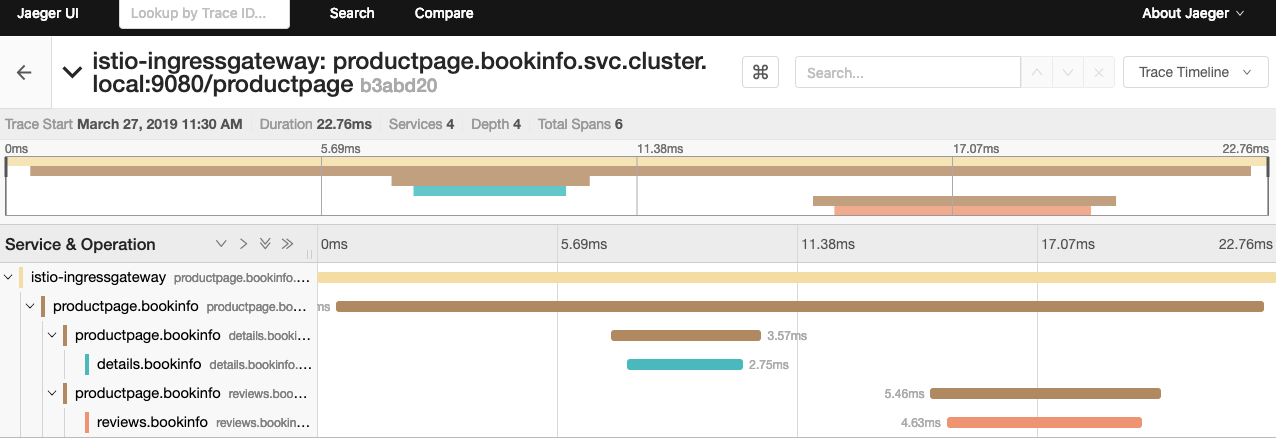 Jaeger UI Lookup by Trace ID... Search Compare About Jaeger
istio-ingressgateway: productpage.bookinfo.svc.cluster.
local:9080/productpage b3abd20
⌘ Search... Trace Timeline
Trace Start March 27, 2019 11:30 AM Duration 22.76ms Services 4 Depth 4 Total Spans 6
0ms 5.69ms 11.38ms 17.07ms 22.76ms
Service & Operation 0ms 5.69ms 11.38ms 17.07ms 22.76ms
istio-ingressgateway productpage.bookinfo....
productpage.bookinfo productpage.bo... ms
productpage.bookinfo details.booki... 3.57ms
details.bookinfo details.bookinfo.... 2.75ms
productpage.bookinfo reviews.boo... 5.46ms
reviews.bookinfo reviews.bookin... 4.63ms